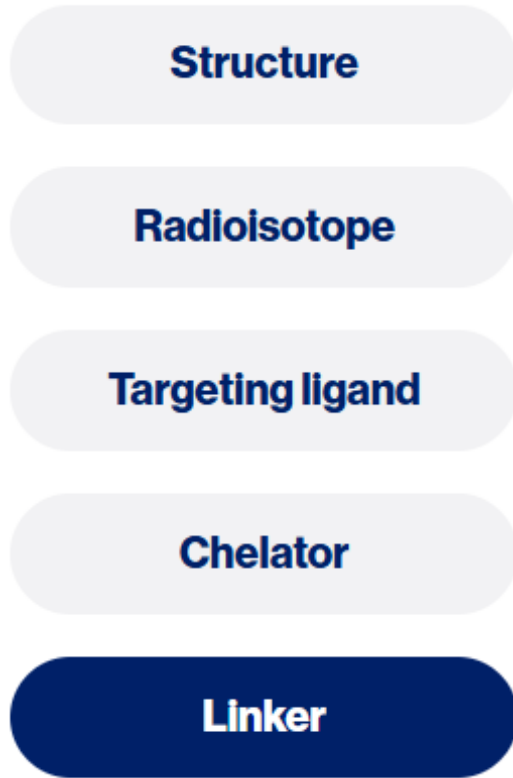 Structure
Radioisotope
Targeting ligand
Chelator
Linker